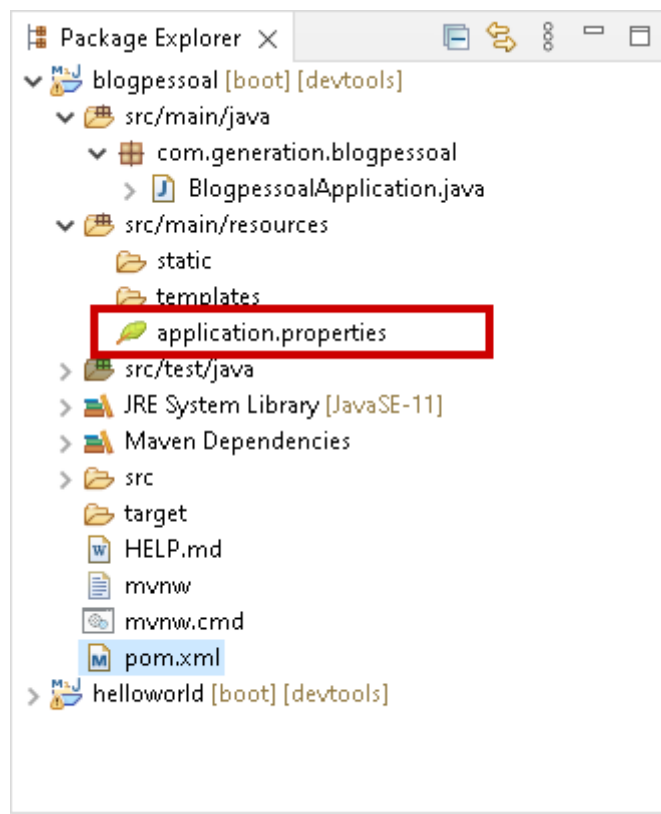 Package Explorer
blogpessoal [boot] [devtools]
src/main/java
com.generation.blogpessoal
BlogpessoalApplication.java
src/main/resources
static
templates
application.properties
src/test/java
JRE System Library [JavaSE-11]
Maven Dependencies
src
target
HELP.md
mvnw
mvnw.cmd
pom.xml
helloworld [boot] [devtools]